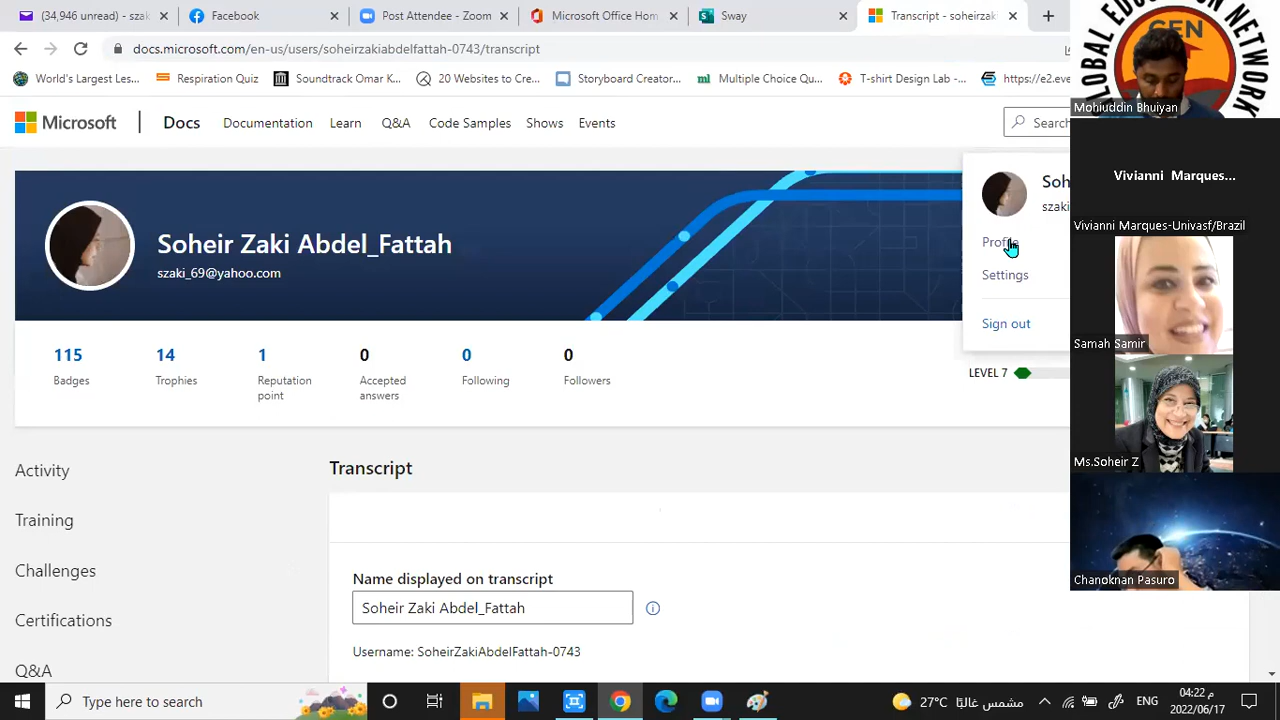 (34,946 unread) - szak
Facebook
Post Attendee - Zoom
Microsoft Office Hom
Sway
Transcript - soheirzak
docs.microsoft.com/en-us/users/soheirzakiabdelfattah-0743/transcript
World's Largest Les...
Respiration Quiz
Soundtrack Omar K...
20 Websites to Cre...
Storyboard Creator...
Multiple Choice Qu...
T-shirt Design Lab -...
https://e2.eve
Microsoft
Docs
Documentation
Learn
Q&A
Code Samples
Shows
Events
Search
GLOBAL EDUCATION NETWORK
GEN
Mohiuddin Bhuiyan
Vivianni Marques...
Vivianni Marques-Univasf/Brazil
Samah Samir
Ms.Soheir Z
Chanoknan Pasuro
Soheir Zaki Abdel_Fattah
szaki_69@yahoo.com
Soh
szaki
Profile
Settings
Sign out
115
Badges
14
Trophies
1
Reputation
point
0
Accepted
answers
0
Following
0
Followers
LEVEL 7
Activity
Training
Challenges
Certifications
Q&A
Transcript
Name displayed on transcript
Soheir Zaki Abdel_Fattah
Username: SoheirZakiAbdelFattah-0743
Type here to search
27°C مشمس غالبًا
ENG
04:22 م
2022/06/17